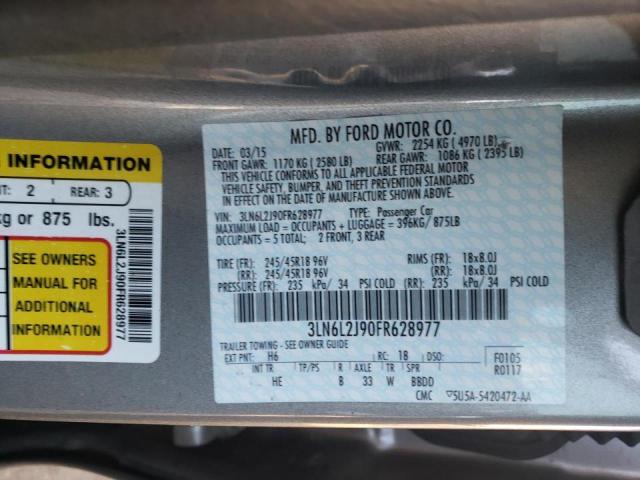 INFORMATION
T: 2 REAR: 3
kg or 875 lbs.
SEE OWNERS
MANUAL FOR
ADDITIONAL
INFORMATION
3LN6L2J90FR628977
MFD. BY FORD MOTOR CO.
DATE: 03/15 GVWR: 2254 KG ( 4970 LB)
FRONT GAWR: 1170 KG ( 2580 LB) REAR GAWR: 1086 KG ( 2395 LB)
THIS VEHICLE CONFORMS TO ALL APPLICABLE FEDERAL MOTOR
VEHICLE SAFETY, BUMPER, AND THEFT PREVENTION STANDARDS
IN EFFECT ON THE DATE OF MANUFACTURE SHOWN ABOVE.
VIN: 3LN6L2J90FR628977 TYPE: Passenger Car
MAXIMUM LOAD = OCCUPANTS + LUGGAGE = 396KG/ 875LB
OCCUPANTS = 5 TOTAL: 2 FRONT, 3 REAR
TIRE (FR): 245/45R18 96V RIMS (FR): 18x8.0J
(RR): 245/45R18 96V (RR): 18x8.0J
PRESSURE (FR): 235 kPa/ 34 PSI COLD (RR): 235 kPa/ 34 PSI COLD
3LN6L2J90FR628977
TRAILER TOWING - SEE OWNER GUIDE
EXT PNT: H6 RC: 18 DSO: F0105
INT TR TP/PS R AXLE TR SPR R0117
HE B 33 W BBDD
CMC 5U5A-5420472-AA